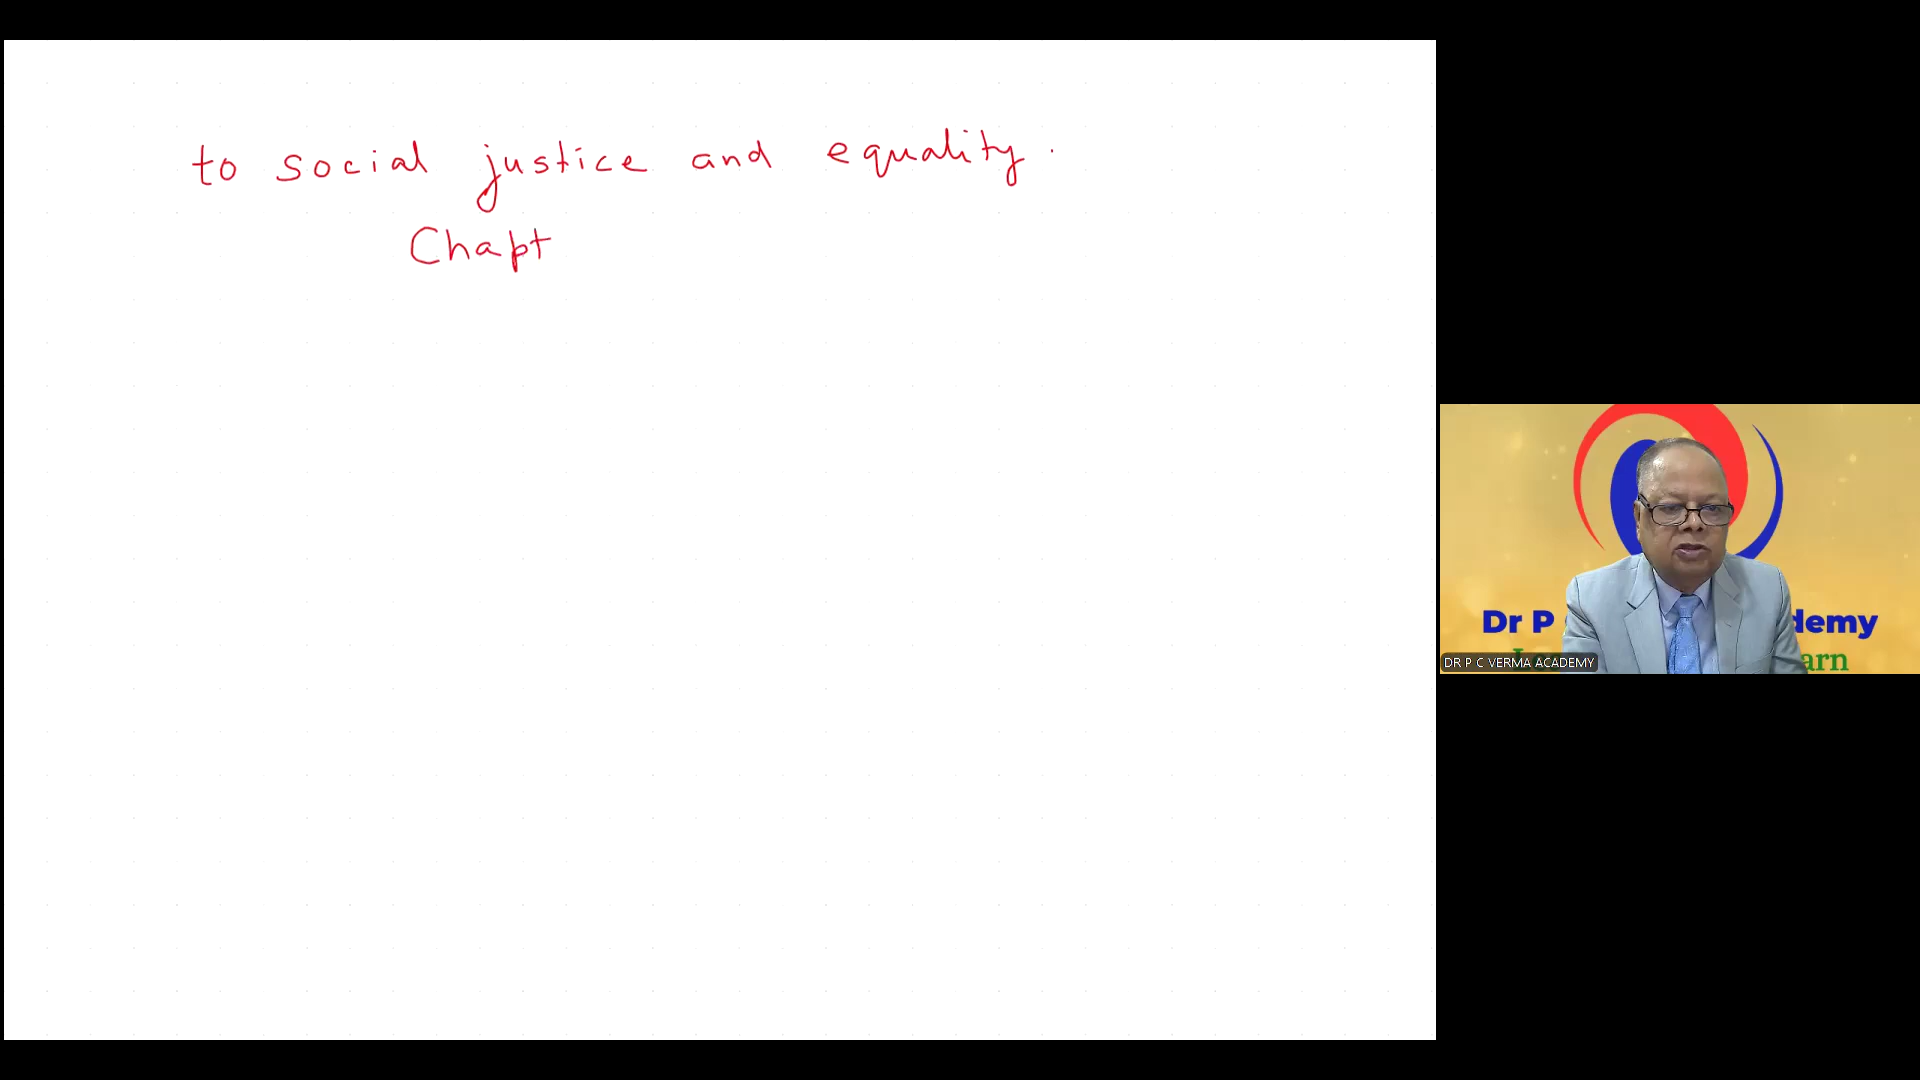 to social justice and equality.
Chapt
Dr P demy
arn
DR P C VERMA ACADEMY